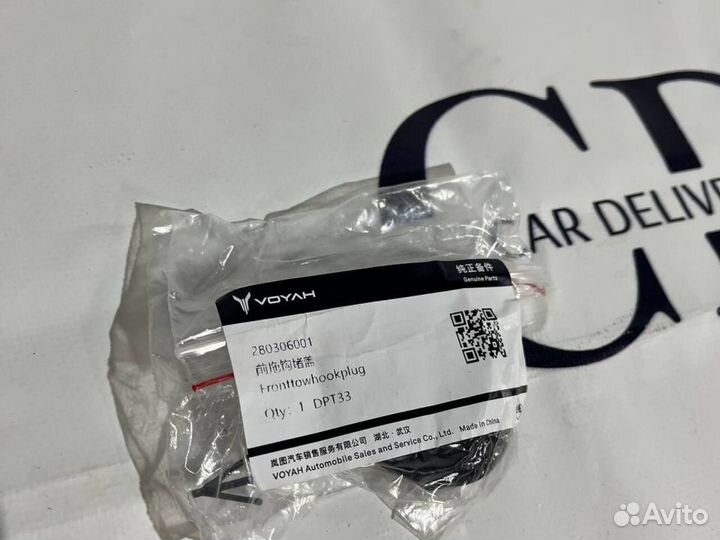 CD
CAR DELIVE
VOYAH
纯正备件
Genuine Parts
280306001
前拖钩堵盖
Fronttowhookplug
Qty: 1 DPT33
岚图汽车销售服务有限公司 湖北·武汉
VOYAH Automobile Sales and Service Co., Ltd. Made in China
Avito